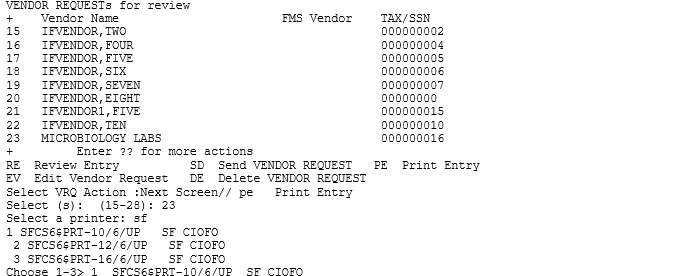 VENDOR REQUESTs for review
+    Vendor Name                        FMS Vendor    TAX/SSN
15   IFVENDOR,TWO                                     000000002
16   IFVENDOR,FOUR                                    000000004
17   IFVENDOR,FIVE                                    000000005
18   IFVENDOR,SIX                                     000000006
19   IFVENDOR,SEVEN                                   000000007
20   IFVENDOR,EIGHT                                   00000000
21   IFVENDOR1,FIVE                                   000000015
22   IFVENDOR,TEN                                     000000010
23   MICROBIOLOGY LABS                                000000016
+         Enter ?? for more actions
RE  Review Entry          SD  Send VENDOR REQUEST   PE  Print Entry
EV  Edit Vendor Request   DE  Delete VENDOR REQUEST
Select VRQ Action :Next Screen// pe   Print Entry
Select (s):  (15-28): 23
Select a printer: sf
1 SFCS6$PRT-10/6/UP   SF CIOFO
2 SFCS6$PRT-12/6/UP   SF CIOFO
3 SFCS6$PRT-16/6/UP   SF CIOFO
Choose 1-3> 1  SFCS6$PRT-10/6/UP  SF CIOFO